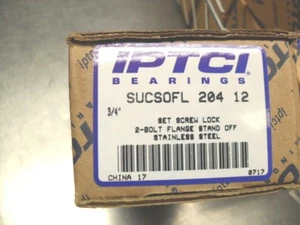 IPTCI
BEARINGS
SUCSOFL 204 12
3/4"
SET SCREW LOCK
2-BOLT FLANGE STAND OFF
STAINLESS STEEL
CHINA 17
0717